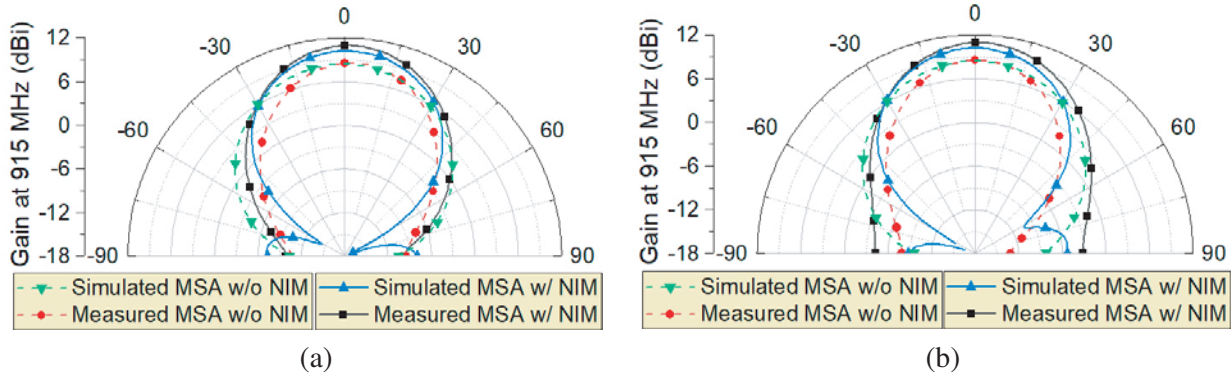 0
-30
30
-60
60
-90
90
12
6
0
-6
-12
-18
Gain at 915 MHz (dBi)
Simulated MSA w/o NIM
Simulated MSA w/ NIM
Measured MSA w/o NIM
Measured MSA w/ NIM
(a)
0
-30
30
-60
60
-90
90
12
6
0
-6
-12
-18
Gain at 915 MHz (dBi)
Simulated MSA w/o NIM
Simulated MSA w/ NIM
Measured MSA w/o NIM
Measured MSA w/ NIM
(b)